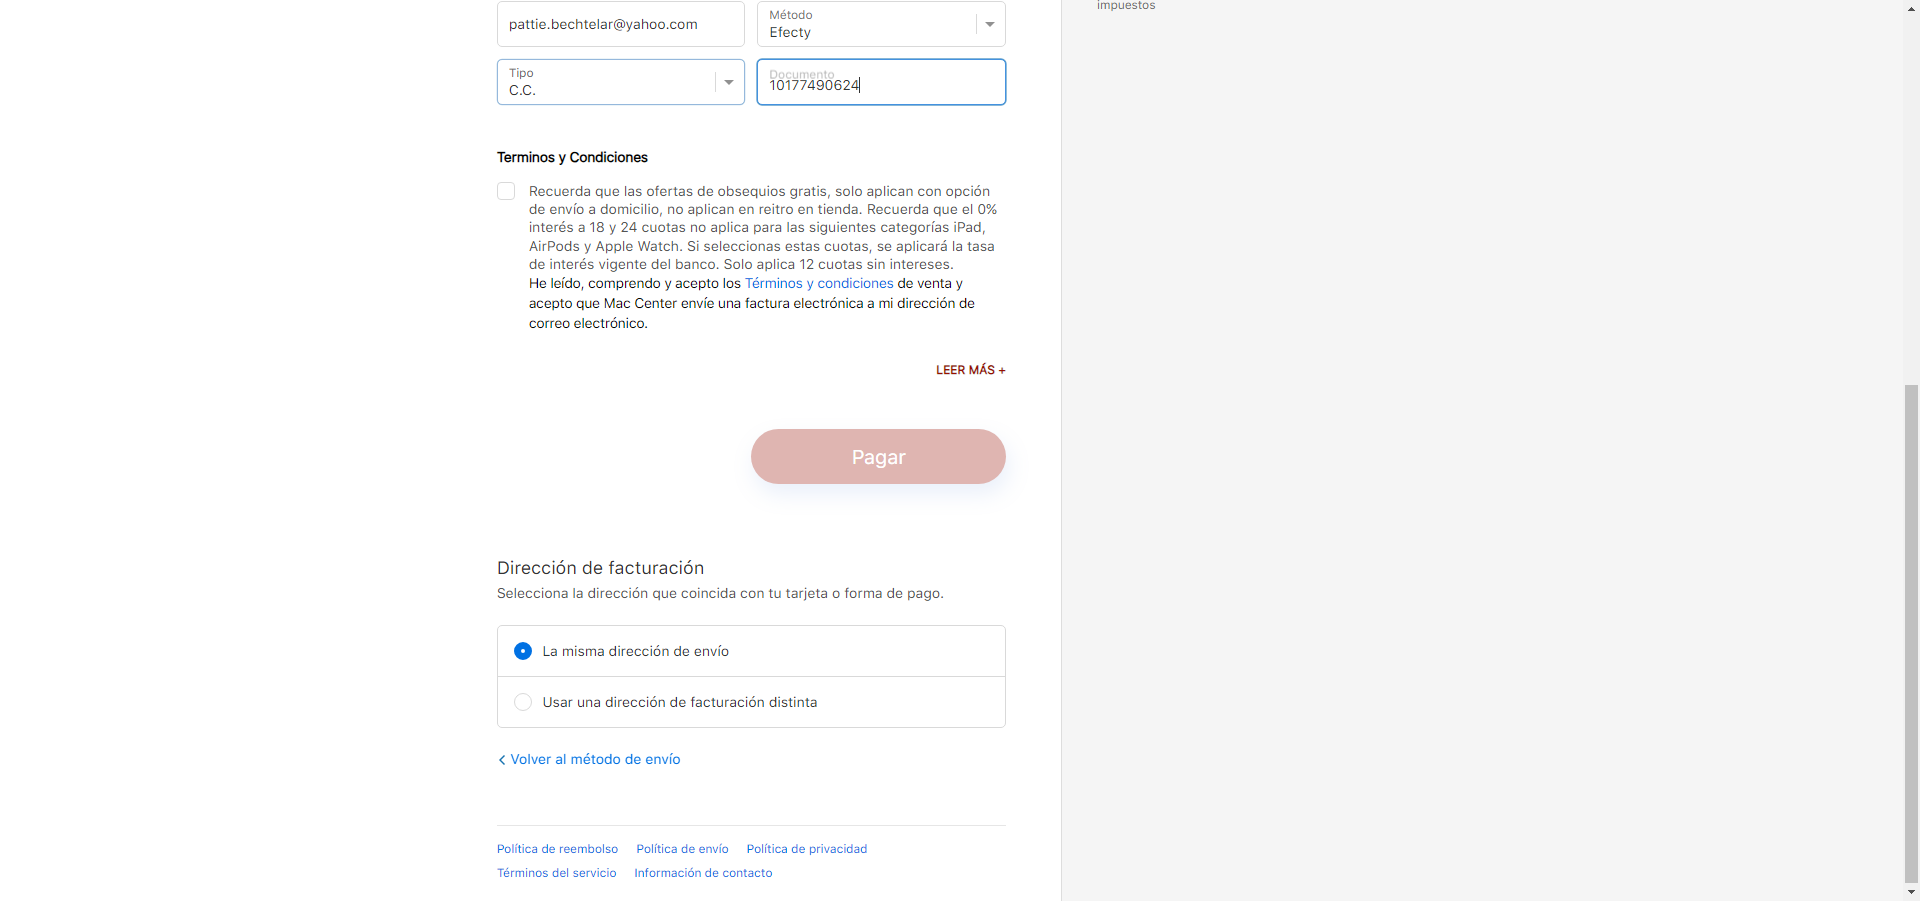 impuestos
pattie.bechtelar@yahoo.com
Método
Efecty
Tipo
C.C.
Documento
10177490624
Terminos y Condiciones
Recuerda que las ofertas de obsequios gratis, solo aplican con opción
de envío a domicilio, no aplican en reitro en tienda. Recuerda que el 0%
interés a 18 y 24 cuotas no aplica para las siguientes categorías iPad,
AirPods y Apple Watch. Si seleccionas estas cuotas, se aplicará la tasa
de interés vigente del banco. Solo aplica 12 cuotas sin intereses.
He leído, comprendo y acepto los Términos y condiciones de venta y
acepto que Mac Center envíe una factura electrónica a mi dirección de
correo electrónico.
LEER MÁS +
Pagar
Dirección de facturación
Selecciona la dirección que coincida con tu tarjeta o forma de pago.
La misma dirección de envío
Usar una dirección de facturación distinta
Volver al método de envío
Política de reembolso Política de envío Política de privacidad
Términos del servicio Información de contacto